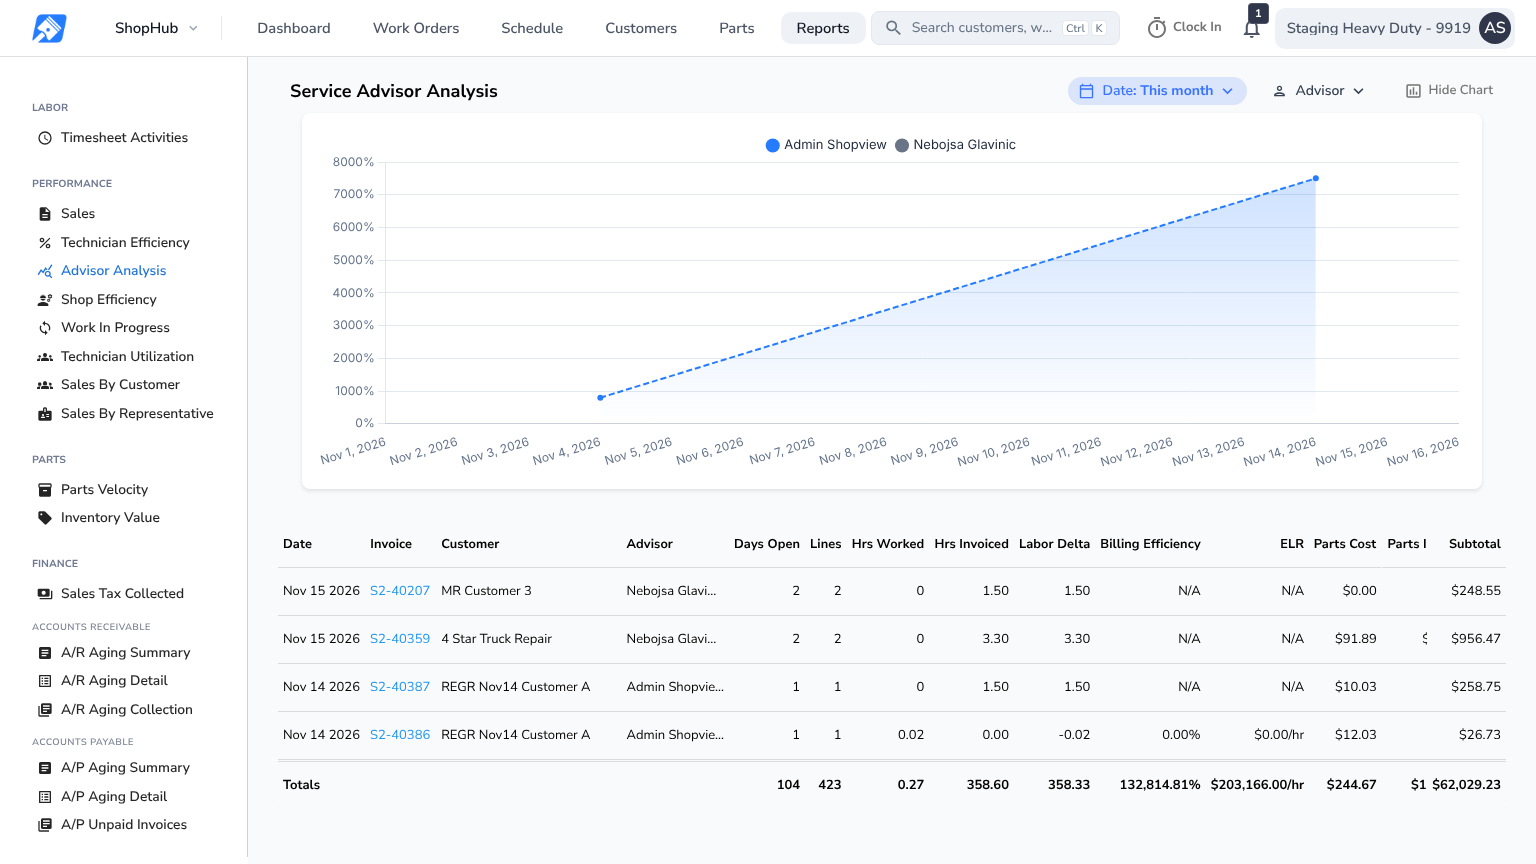 ShopHub
Dashboard
Work Orders
Schedule
Customers
Parts
Reports
Search customers, w...
Ctrl K
Clock In
1
Staging Heavy Duty - 9919
AS
LABOR
Timesheet Activities
PERFORMANCE
Sales
Technician Efficiency
Advisor Analysis
Shop Efficiency
Work In Progress
Technician Utilization
Sales By Customer
Sales By Representative
PARTS
Parts Velocity
Inventory Value
FINANCE
Sales Tax Collected
ACCOUNTS RECEIVABLE
A/R Aging Summary
A/R Aging Detail
A/R Aging Collection
ACCOUNTS PAYABLE
A/P Aging Summary
A/P Aging Detail
A/P Unpaid Invoices
Service Advisor Analysis
Date: This month
Advisor
Hide Chart
Admin Shopview Nebojsa Glavinic
8000%
7000%
6000%
5000%
4000%
3000%
2000%
1000%
0%
Nov 1, 2026 Nov 2, 2026 Nov 3, 2026 Nov 4, 2026 Nov 5, 2026 Nov 6, 2026 Nov 7, 2026 Nov 8, 2026 Nov 9, 2026 Nov 10, 2026 Nov 11, 2026 Nov 12, 2026 Nov 13, 2026 Nov 14, 2026 Nov 15, 2026 Nov 16, 2026
Date Invoice Customer Advisor Days Open Lines Hrs Worked Hrs Invoiced Labor Delta Billing Efficiency ELR Parts Cost Parts Subtotal
Nov 15 2026 S2-40207 MR Customer 3 Nebojsa Glavi... 2 2 0 1.50 1.50 N/A N/A $0.00 $248.55
Nov 15 2026 S2-40359 4 Star Truck Repair Nebojsa Glavi... 2 2 0 3.30 3.30 N/A N/A $91.89 $956.47
Nov 14 2026 S2-40387 REGR Nov14 Customer A Admin Shopvie... 1 1 0 1.50 1.50 N/A N/A $10.03 $258.75
Nov 14 2026 S2-40386 REGR Nov14 Customer A Admin Shopvie... 1 1 0.02 0.00 -0.02 0.00% $0.00/hr $12.03 $26.73
Totals 104 423 0.27 358.60 358.33 132,814.81% $203,166.00/hr $244.67 $1 $62,029.23